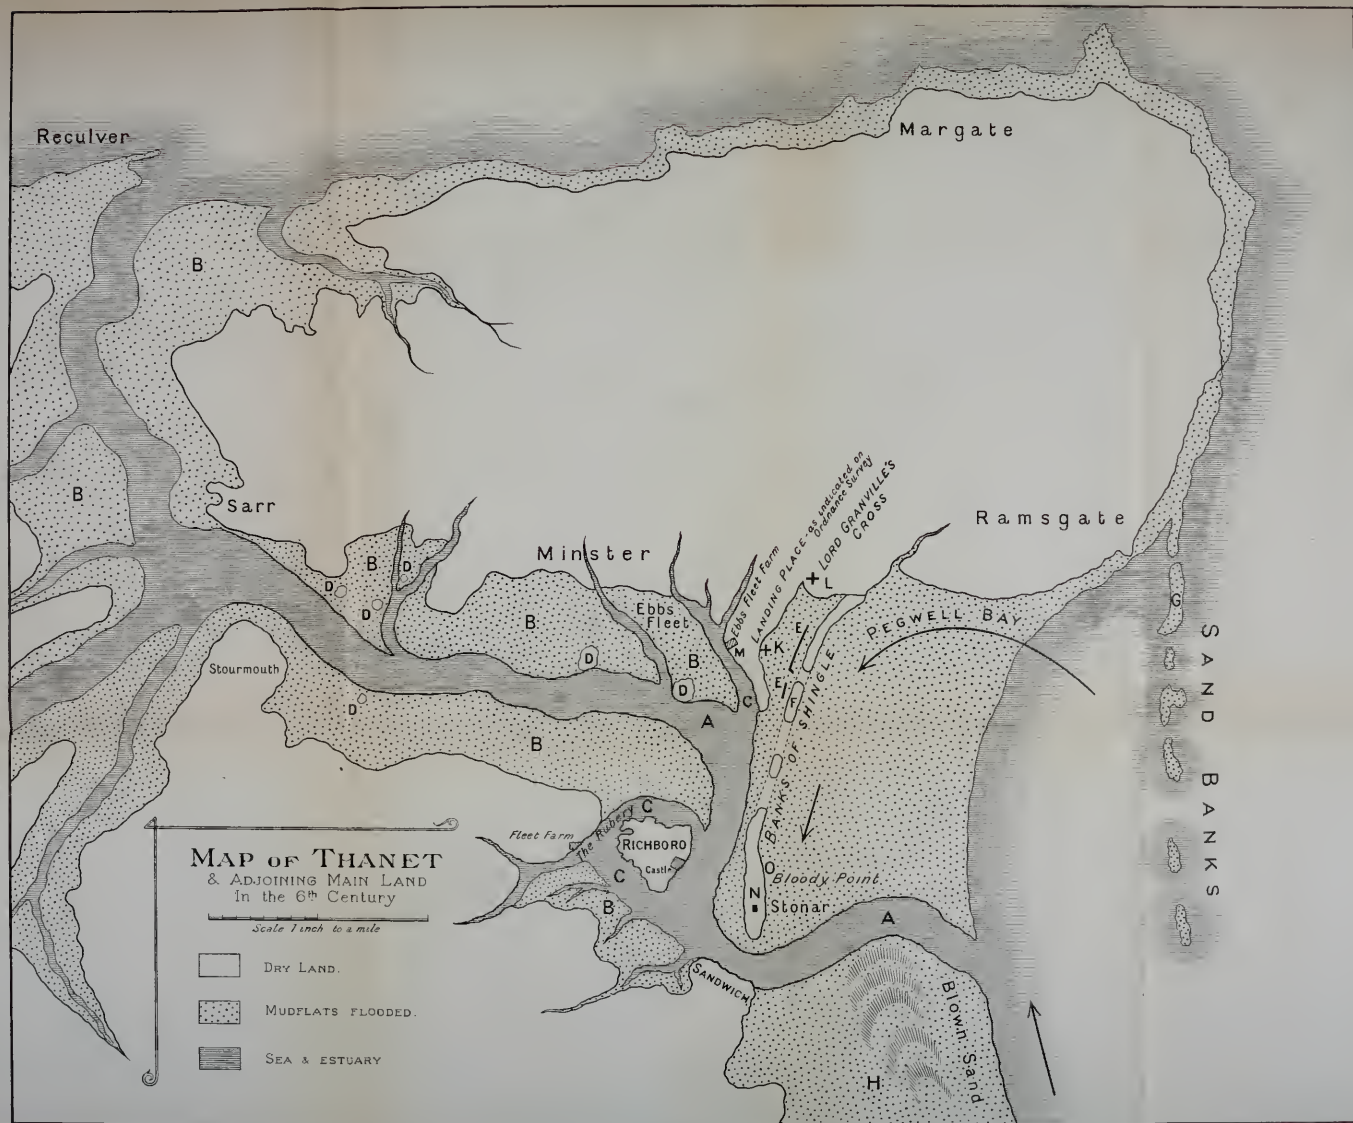 Reculver
Margate
B
B
Sarr
Ramsgate
Minster
Ebbs Fleet Farm
LANDING PLACE as indicated on
Ordnance Survey
LORD GRANVILLE'S
CROSS
L
PEGWELL BAY
D
B
D
D
B
Ebbs
Fleet
B
D
D
M
K
E
E
F
C
G
SAND BANKS
Stourmouth
D
B
A
BANKS OF SHINGLE
Fleet Farm
The Rubery
C
RICHBORO
Castle
C
B
O
Bloody Point
N
Stonar
A
SANDWICH
Blown Sand
H
MAP OF THANET
& ADJOINING MAIN LAND
In the 6th Century
Scale 1 inch to a mile
DRY LAND.
MUDFLATS FLOODED.
SEA & ESTUARY